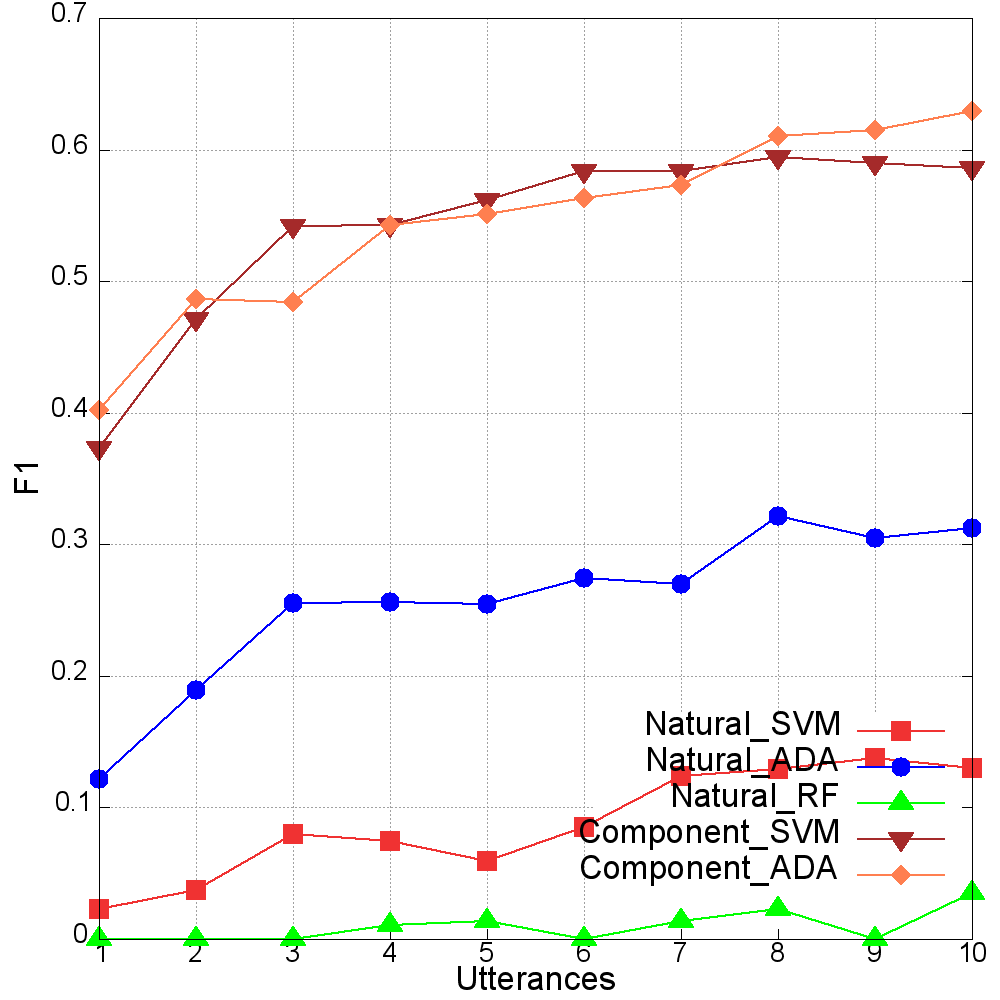 0.7
0.6
0.5
0.4
0.3
0.2
0.1
0
F1
Natural_SVM
Natural_ADA
Natural_RF
Component_SVM
Component_ADA
1 2 3 4 5 6 7 8 9 10
Utterances